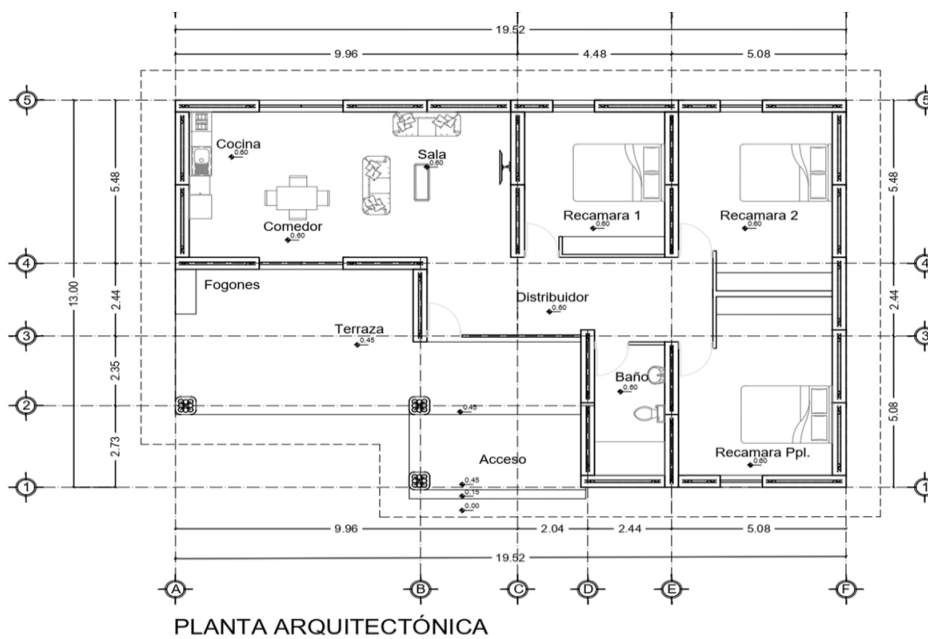 19.52
9.96 4.48 5.08
5 5
Cocina
0.60
Sala
0.60
5.48 5.48
Recamara 1
0.60
Recamara 2
0.60
Comedor
0.60
4 4
Fogones
13.00
2.44 2.44
Distribuidor
0.60
Terraza
0.45
3 3
2.35
Baño
0.60
2
0.45
5.08
2.73
Acceso
Recamara Ppl.
0.60
0.45
1 1
0.15
0.00
9.96 2.04 2.44 5.08
19.52
A B C D E F
PLANTA ARQUITECTÓNICA